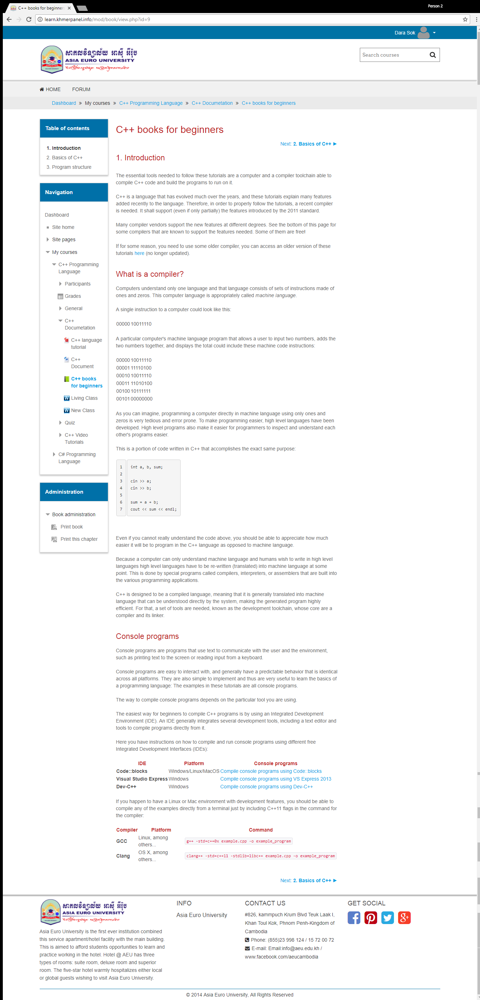 C++ books for beginners
Person 2
learn.khmerpanel.info/mod/book/view.php?id=9
Dara Sok
សាកលវិទ្យាល័យ អាស៊ី អឺរ៉ុប
ASIA EURO UNIVERSITY
Search courses
HOME FORUM
Dashboard » My courses » C++ Programming Language » C++ Documetation » C++ books for beginners
Table of contents
1. Introduction
2. Basics of C++
3. Program structure
Navigation
Dashboard
Site home
Site pages
My courses
C++ Programming
Language
Participants
Grades
General
C++
Documetation
C++ language
tutorial
C++
Document
C++ books
for beginners
Living Class
New Class
Quiz
C++ Video
Tutorials
C# Programming
Language
Administration
Book administration
Print book
Print this chapter
C++ books for beginners
Next: 2. Basics of C++ ►
1. Introduction
The essential tools needed to follow these tutorials are a computer and a compiler toolchain able to
compile C++ code and build the programs to run on it.
C++ is a language that has evolved much over the years, and these tutorials explain many features
added recently to the language. Therefore, in order to properly follow the tutorials, a recent compiler
is needed. It shall support (even if only partially) the features introduced by the 2011 standard.
Many compiler vendors support the new features at different degrees. See the bottom of this page for
some compilers that are known to support the features needed. Some of them are free!
If for some reason, you need to use some older compiler, you can access an older version of these
tutorials here (no longer updated).
What is a compiler?
Computers understand only one language and that language consists of sets of instructions made of
ones and zeros. This computer language is appropriately called machine language.
A single instruction to a computer could look like this:
00000 10011110
A particular computer's machine language program that allows a user to input two numbers, adds the
two numbers together, and displays the total could include these machine code instructions:
00000 10011110
00001 11110100
00010 10011110
00011 11010100
00100 10111111
00101 00000000
As you can imagine, programming a computer directly in machine language using only ones and
zeros is very tedious and error prone. To make programming easier, high level languages have been
developed. High level programs also make it easier for programmers to inspect and understand each
other's programs easier.
This is a portion of code written in C++ that accomplishes the exact same purpose:
1 int a, b, sum;
2
3 cin >> a;
4 cin >> b;
5
6 sum = a + b;
7 cout << sum << endl;
Even if you cannot really understand the code above, you should be able to appreciate how much
easier it will be to program in the C++ language as opposed to machine language.
Because a computer can only understand machine language and humans wish to write in high level
languages high level languages have to be re-written (translated) into machine language at some
point. This is done by special programs called compilers, interpreters, or assemblers that are built into
the various programming applications.
C++ is designed to be a compiled language, meaning that it is generally translated into machine
language that can be understood directly by the system, making the generated program highly
efficient. For that, a set of tools are needed, known as the development toolchain, whose core are a
compiler and its linker.
Console programs
Console programs are programs that use text to communicate with the user and the environment,
such as printing text to the screen or reading input from a keyboard.
Console programs are easy to interact with, and generally have a predictable behavior that is identical
across all platforms. They are also simple to implement and thus are very useful to learn the basics of
a programming language: The examples in these tutorials are all console programs.
The way to compile console programs depends on the particular tool you are using.
The easiest way for beginners to compile C++ programs is by using an Integrated Development
Environment (IDE). An IDE generally integrates several development tools, including a text editor and
tools to compile programs directly from it.
Here you have instructions on how to compile and run console programs using different free
Integrated Development Interfaces (IDEs):
IDE Platform Console programs
Code::blocks Windows/Linux/MacOS Compile console programs using Code::blocks
Visual Studio Express Windows Compile console programs using VS Express 2013
Dev-C++ Windows Compile console programs using Dev-C++
If you happen to have a Linux or Mac environment with development features, you should be able to
compile any of the examples directly from a terminal just by including C++11 flags in the command for
the compiler:
Compiler Platform Command
GCC Linux, among others... g++ -std=c++0x example.cpp -o example_program
Clang OS X, among others... clang++ -std=c++11 -stdlib=libc++ example.cpp -o example_program
Next: 2. Basics of C++ ►
សាកលវិទ្យាល័យ អាស៊ី អឺរ៉ុប
ASIA EURO UNIVERSITY
Asia Euro University is the first ever institution combined
this service apartment/hotel facility with the main building.
This is aimed to afford students opportunities to learn and
practice working in the hotel. Hotel @ AEU has three
types of rooms: suite room, deluxe room and superior
room. The five-star hotel warmly hospitalizes either local
or global guests wishing to visit Asia Euro University.
INFO
Asia Euro University
CONTACT US
#826, kammpuch Krum Blvd Teuk Laak I,
Khan Toul Kok, Phnom Penh-Kingdom of
Cambodia
Phone: (855)23 998 124 / 15 72 00 72
E-mail: Email:info@aeu.edu.kh /
www.facebook.com/aeucambodia
GET SOCIAL
© 2014 Asia Euro University, All Rights Reserved